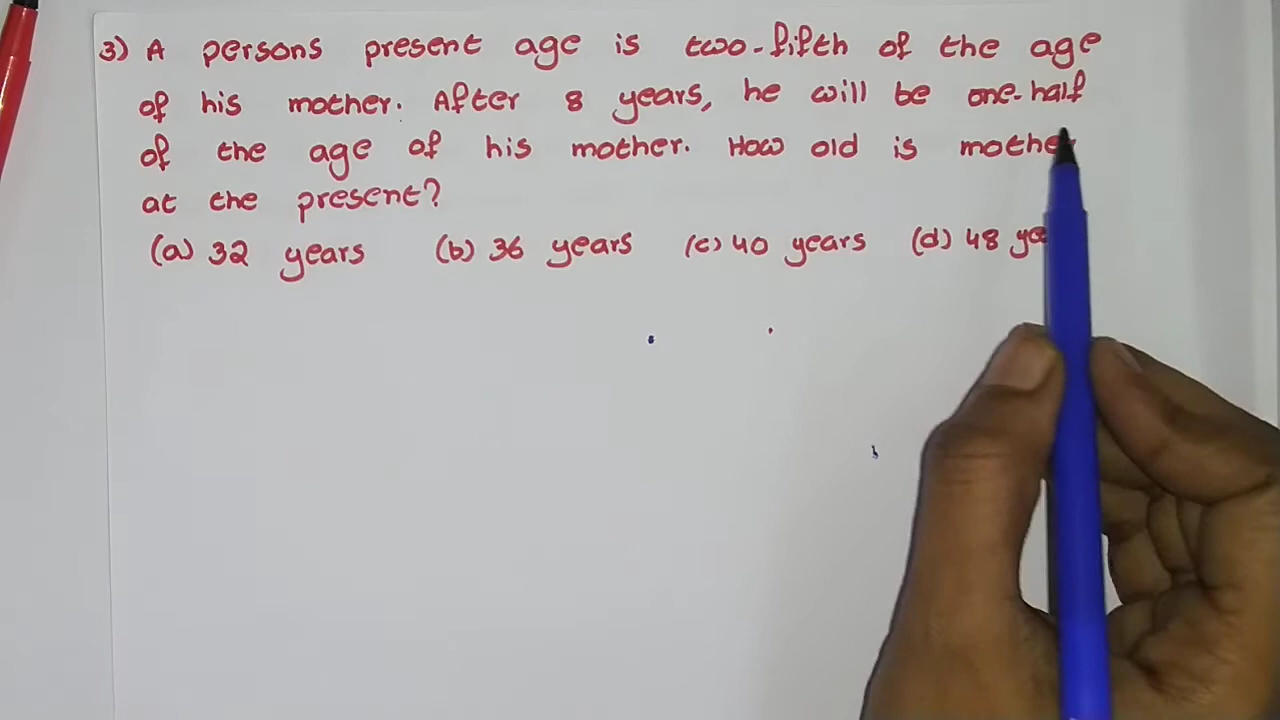 3) A persons present age is two-fifth of the age
of his mother. After 8 years, he will be one-half
of the age of his mother. How old is mother
at the present?
(a) 32 years (b) 36 years (c) 40 years (d) 48